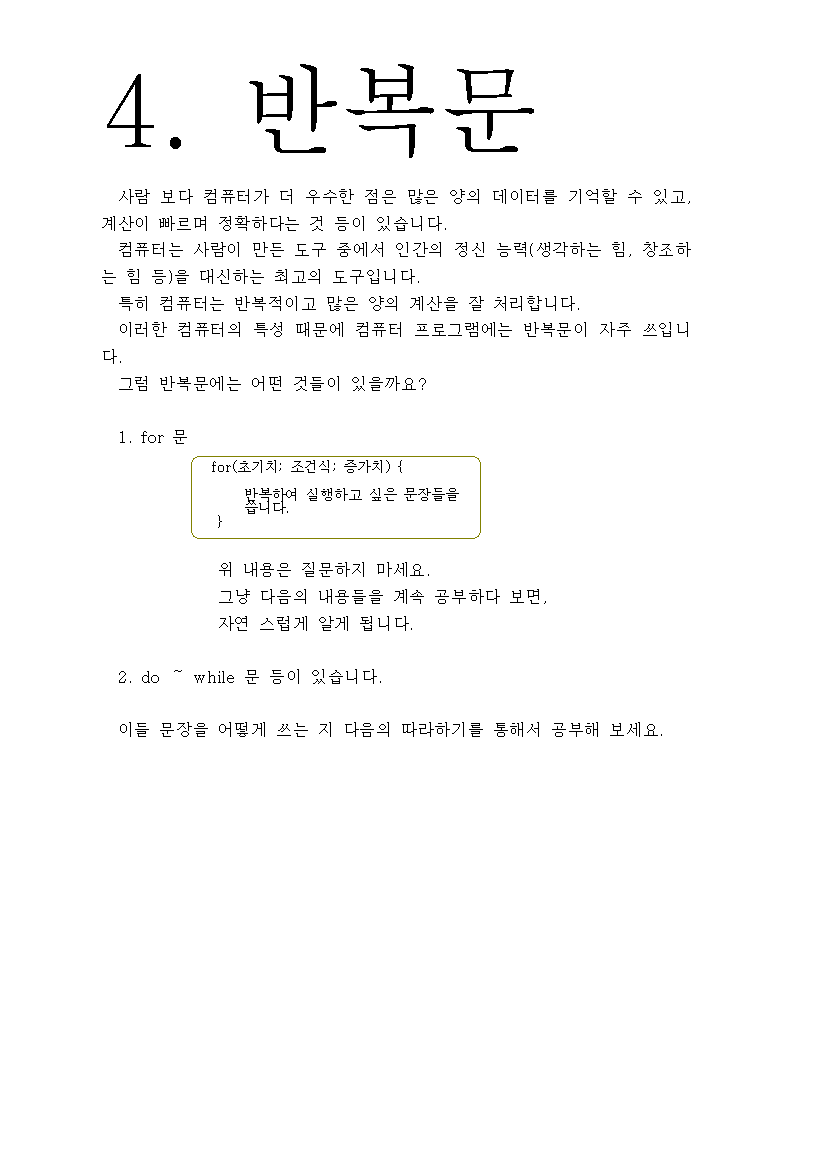 4. 반복문
사람 보다 컴퓨터가 더 우수한 점은 많은 양의 데이터를 기억할 수 있고,
계산이 빠르며 정확하다는 것 등이 있습니다.
컴퓨터는 사람이 만든 도구 중에서 인간의 정신 능력(생각하는 힘, 창조하
는 힘 등)을 대신하는 최고의 도구입니다.
특히 컴퓨터는 반복적이고 많은 양의 계산을 잘 처리합니다.
이러한 컴퓨터의 특성 때문에 컴퓨터 프로그램에는 반복문이 자주 쓰입니
다.
그럼 반복문에는 어떤 것들이 있을까요?
1. for 문
for(초기치; 조건식; 증가치) {
반복하여 실행하고 싶은 문장들을
씁니다.
}
위 내용은 질문하지 마세요.
그냥 다음의 내용들을 계속 공부하다 보면,
자연 스럽게 알게 됩니다.
2. do ~ while 문 등이 있습니다.
이들 문장을 어떻게 쓰는 지 다음의 따라하기를 통해서 공부해 보세요.